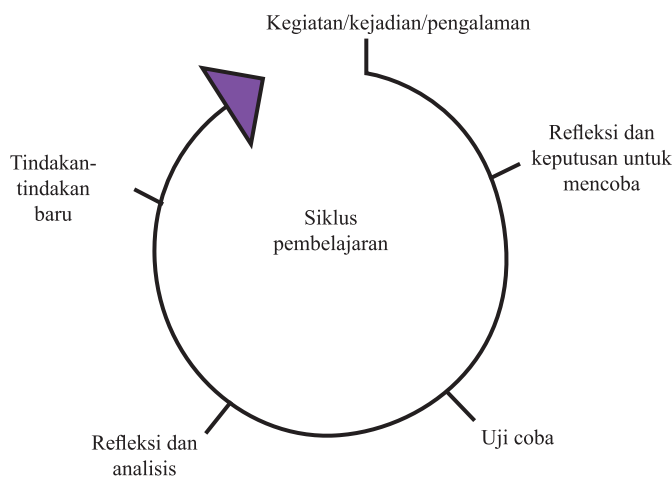 Kegiatan/kejadian/pengalaman
Refleksi dan
keputusan untuk
mencoba
Uji coba
Refleksi dan
analisis
Tindakan-
tindakan
baru
Siklus
pembelajaran